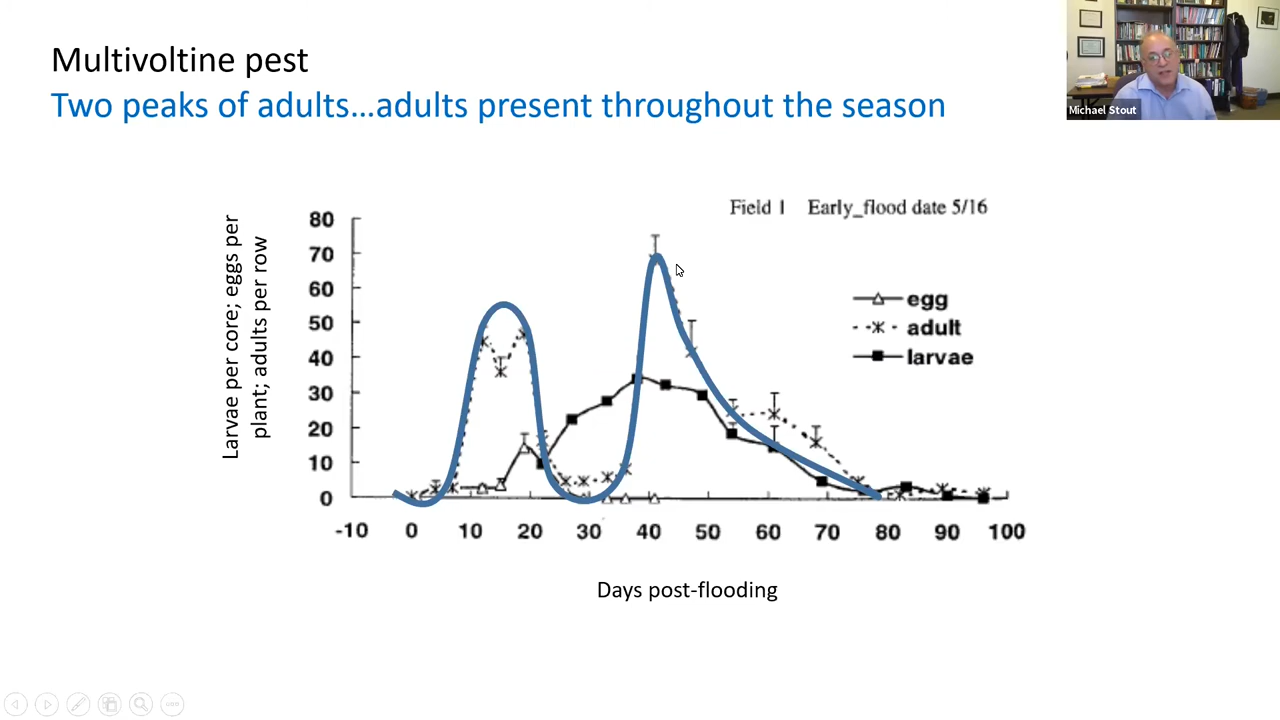 Multivoltine pest
Two peaks of adults...adults present throughout the season
Michael Stout
Field 1 Early_flood date 5/16
Larvae per core; eggs per
plant; adults per row
80
70
60
50
40
30
20
10
0
egg
adult
larvae
-10 0 10 20 30 40 50 60 70 80 90 100
Days post-flooding